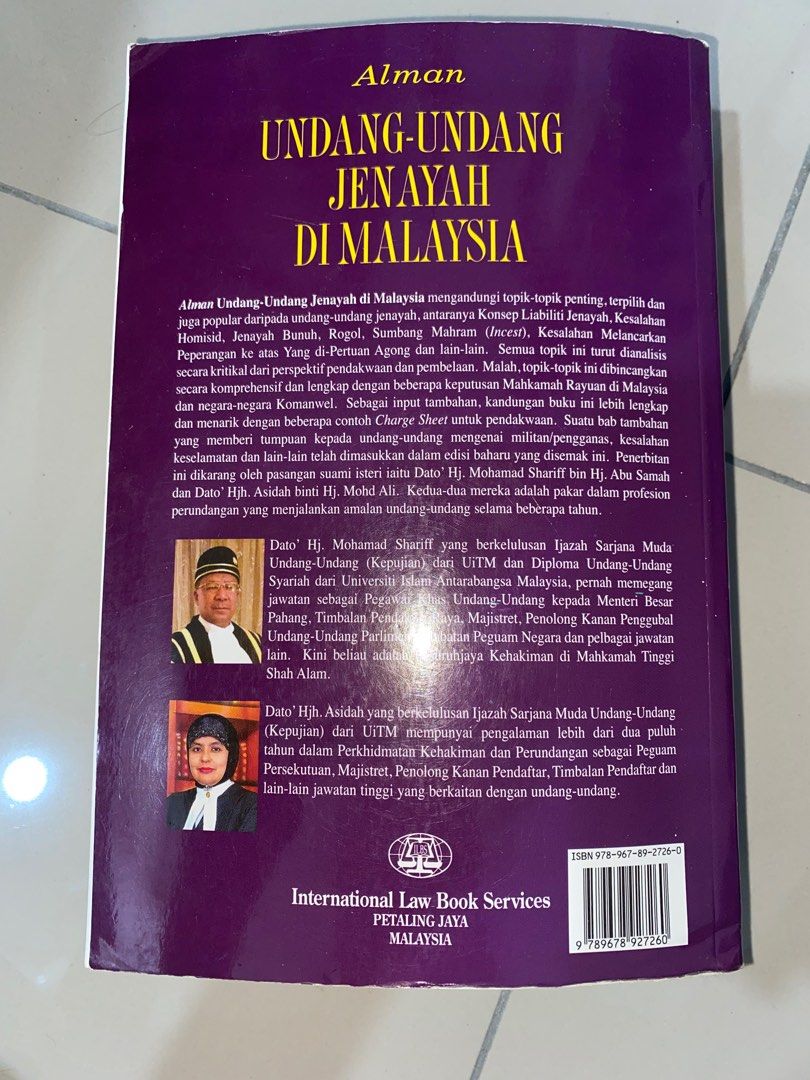 Alman
UNDANG-UNDANG
JENAYAH
DI MALAYSIA
Alman Undang-Undang Jenayah di Malaysia mengandungi topik-topik penting, terpilih dan
juga popular daripada undang-undang jenayah, antaranya Konsep Liabiliti Jenayah, Kesalahan
Homisid, Jenayah Bunuh, Rogol, Sumbang Mahram (Incest), Kesalahan Melancarkan
Peperangan ke atas Yang di-Pertuan Agong dan lain-lain. Semua topik ini turut dianalisis
secara kritikal dari perspektif pendakwaan dan pembelaan. Malah, topik-topik ini dibincangkan
secara komprehensif dan lengkap dengan beberapa keputusan Mahkamah Rayuan di Malaysia
dan negara-negara Komanwel. Sebagai input tambahan, kandungan buku ini lebih lengkap
dan menarik dengan beberapa contoh Charge Sheet untuk pendakwaan. Suatu bab tambahan
yang memberi tumpuan kepada undang-undang mengenai militan/pengganas, kesalahan
keselamatan dan lain-lain telah dimasukkan dalam edisi baharu yang disemak ini. Penerbitan
ini dikarang oleh pasangan suami isteri iaitu Dato' Hj. Mohamad Shariff bin Hj. Abu Samah
dan Dato' Hjh. Asidah binti Hj. Mohd Ali. Kedua-dua mereka adalah pakar dalam profesion
perundangan yang menjalankan amalan undang-undang selama beberapa tahun.
Dato' Hj. Mohamad Shariff yang berkelulusan Ijazah Sarjana Muda
Undang-Undang (Kepujian) dari UiTM dan Diploma Undang-Undang
Syariah dari Universiti Islam Antarabangsa Malaysia, pernah memegang
jawatan sebagai Pegawai Khas Undang-Undang kepada Menteri Besar
Pahang, Timbalan Pendakwa Raya, Majistret, Penolong Kanan Penggubal
Undang-Undang Parlimen, Jabatan Peguam Negara dan pelbagai jawatan
lain. Kini beliau adalah Kehakiman di Mahkamah Tinggi
Shah Alam.
Dato' Hjh. Asidah yang berkelulusan Ijazah Sarjana Muda Undang-Undang
(Kepujian) dari UiTM mempunyai pengalaman lebih dari dua puluh
tahun dalam Perkhidmatan Kehakiman dan Perundangan sebagai Peguam
Persekutuan, Majistret, Penolong Kanan Pendaftar, Timbalan Pendaftar dan
lain-lain jawatan tinggi yang berkaitan dengan undang-undang.
ILBS
International Law Book Services
PETALING JAYA
MALAYSIA
ISBN 978-967-89-2726-0
9 789678 927260